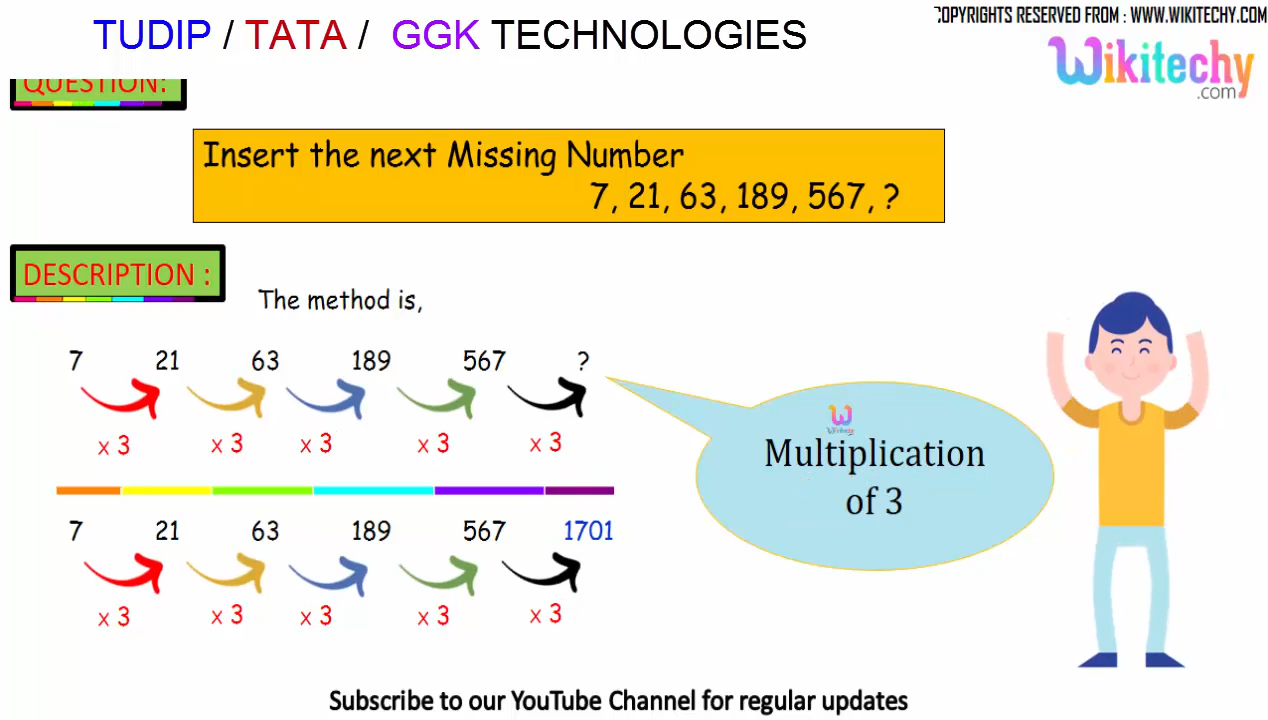 TUDIP / TATA / GGK TECHNOLOGIES
COPYRIGHTS RESERVED FROM : WWW.WIKITECHY.COM
Wikitechy
.com
QUESTION:
Insert the next Missing Number
7, 21, 63, 189, 567, ?
DESCRIPTION :
The method is,
7 21 63 189 567 ?
x 3 x 3 x 3 x 3 x 3
Wikitechy
Multiplication
of 3
7 21 63 189 567 1701
x 3 x 3 x 3 x 3 x 3
Subscribe to our YouTube Channel for regular updates